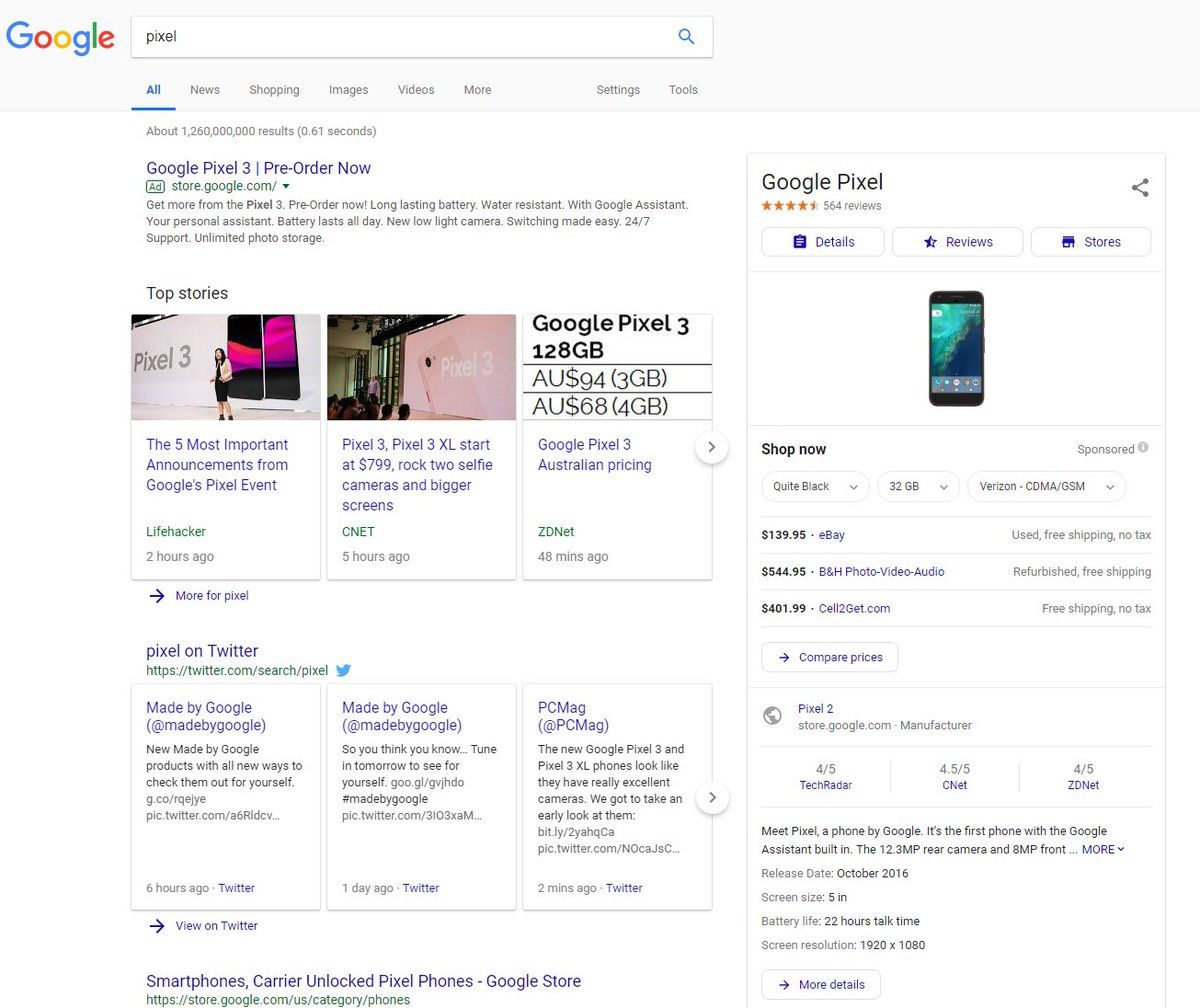 Google
pixel
All News Shopping Images Videos More Settings Tools
About 1,260,000,000 results (0.61 seconds)
Google Pixel 3 | Pre-Order Now
Ad store.google.com/
Get more from the Pixel 3. Pre-Order now! Long lasting battery. Water resistant. With Google Assistant.
Your personal assistant. Battery lasts all day. New low light camera. Switching made easy. 24/7
Support. Unlimited photo storage.
Top stories
Pixel 3
The 5 Most Important
Announcements from
Google's Pixel Event
Lifehacker
2 hours ago
Pixel 3
Pixel 3, Pixel 3 XL start
at $799, rock two selfie
cameras and bigger
screens
CNET
5 hours ago
Google Pixel 3
128GB
AU$94 (3GB)
AU$68 (4GB)
Google Pixel 3
Australian pricing
ZDNet
48 mins ago
More for pixel
pixel on Twitter
https://twitter.com/search/pixel
Made by Google
(@madebygoogle)
New Made by Google
products with all new ways to
check them out for yourself.
g.co/rqejye
pic.twitter.com/a6Rldcv...
6 hours ago · Twitter
Made by Google
(@madebygoogle)
So you think you know... Tune
in tomorrow to see for
yourself. goo.gl/gvjhdo
#madebygoogle
pic.twitter.com/3IO3xaM...
1 day ago · Twitter
PCMag
(@PCMag)
The new Google Pixel 3 and
Pixel 3 XL phones look like
they have really excellent
cameras. We got to take an
early look at them:
bit.ly/2yahqCa
pic.twitter.com/NOcaJsC...
2 mins ago · Twitter
View on Twitter
Smartphones, Carrier Unlocked Pixel Phones - Google Store
https://store.google.com/us/category/phones
Google Pixel
564 reviews
Details Reviews Stores
Shop now Sponsored
Quite Black 32 GB Verizon - CDMA/GSM
$139.95 · eBay Used, free shipping, no tax
$544.95 · B&H Photo-Video-Audio Refurbished, free shipping
$401.99 · Cell2Get.com Free shipping, no tax
Compare prices
Pixel 2
store.google.com · Manufacturer
4/5 4.5/5 4/5
TechRadar CNet ZDNet
Meet Pixel, a phone by Google. It's the first phone with the Google
Assistant built in. The 12.3MP rear camera and 8MP front ... MORE
Release Date: October 2016
Screen size: 5 in
Battery life: 22 hours talk time
Screen resolution: 1920 x 1080
More details